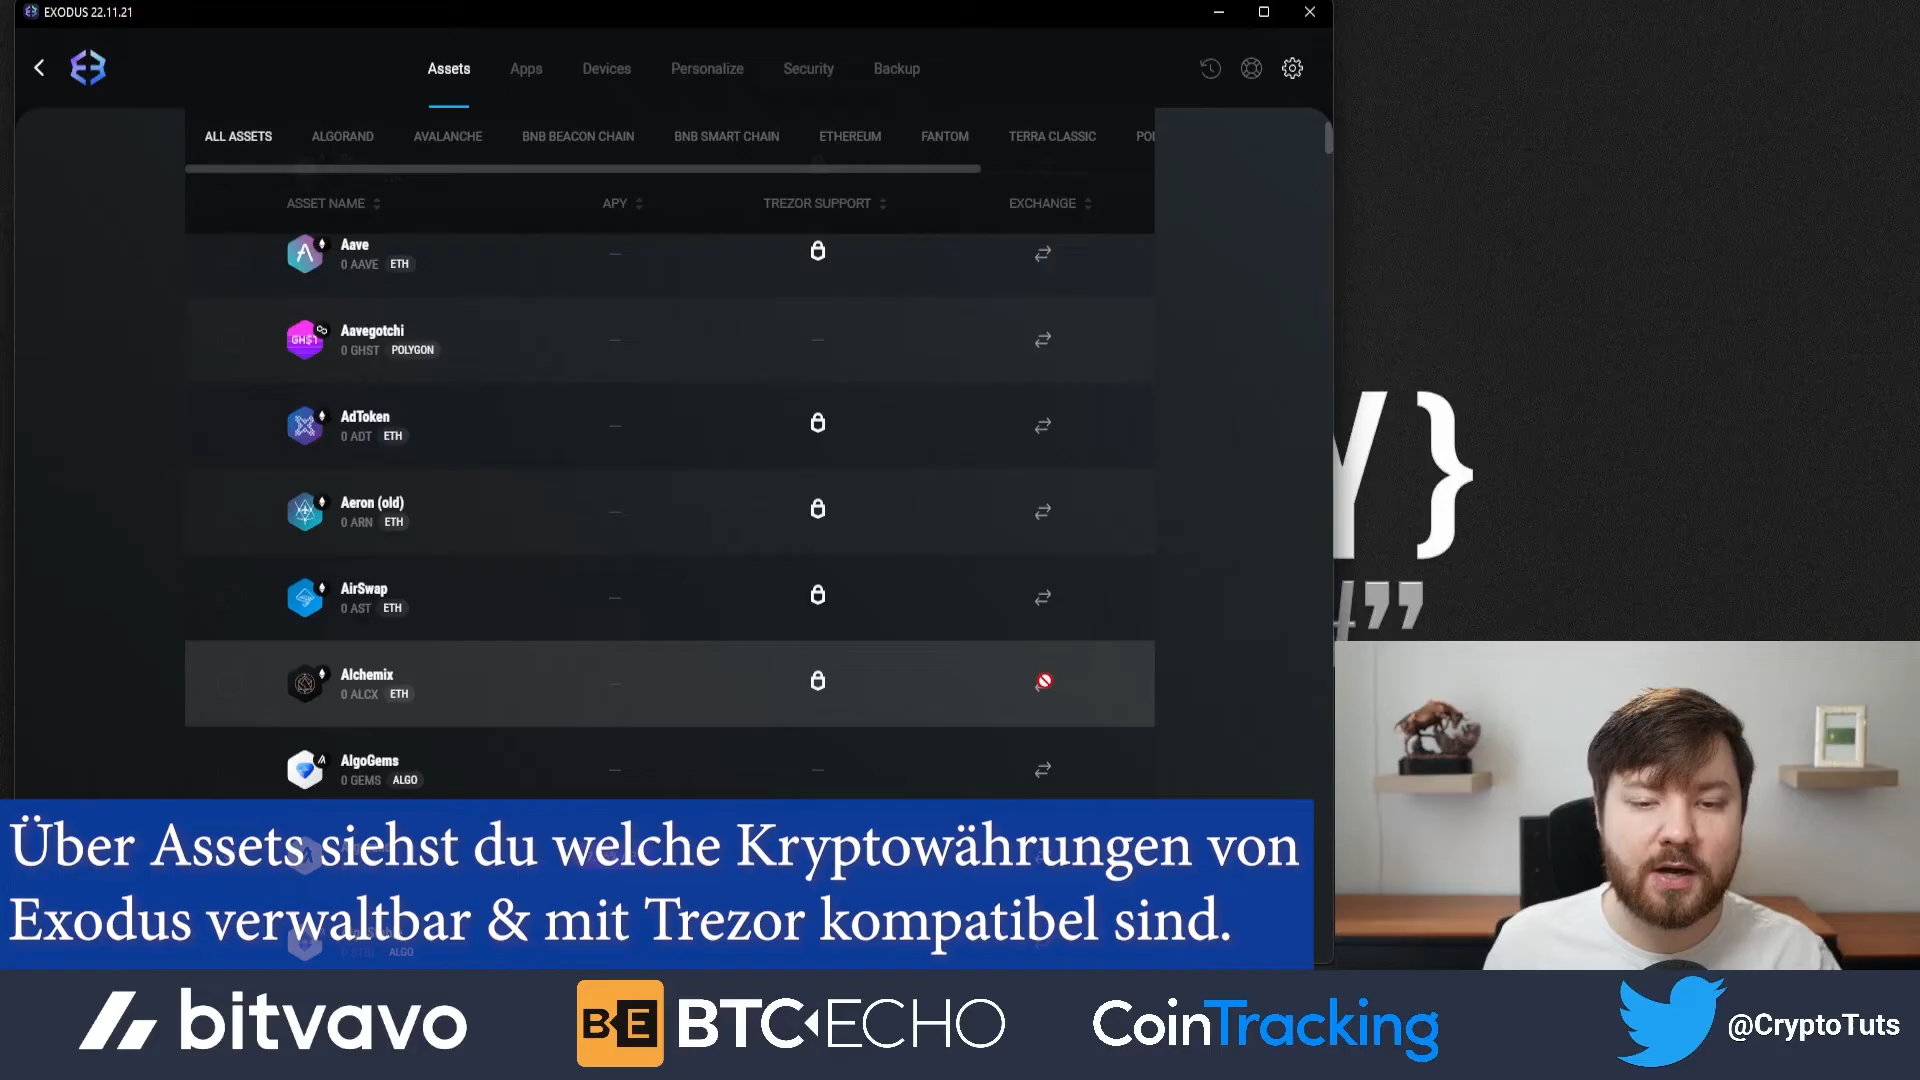 EXODUS 22.11.21
Assets Apps Devices Personalize Security Backup
ALL ASSETS ALGORAND AVALANCHE BNB BEACON CHAIN BNB SMART CHAIN ETHEREUM FANTOM TERRA CLASSIC
ASSET NAME APY TREZOR SUPPORT EXCHANGE
Aave
0 AAVE ETH
GHST
Aavegotchi
0 GHST POLYGON
AdToken
0 ADT ETH
Aeron (old)
0 ARN ETH
AirSwap
0 AST ETH
Alchemix
0 ALCX ETH
AlgoGems
0 GEMS ALGO
Über Assets siehst du welche Kryptowährungen von
Exodus verwaltbar & mit Trezor kompatibel sind.
ALGO
Y}
"
bitvavo
BE BTC ECHO
CoinTracking
@CryptoTuts